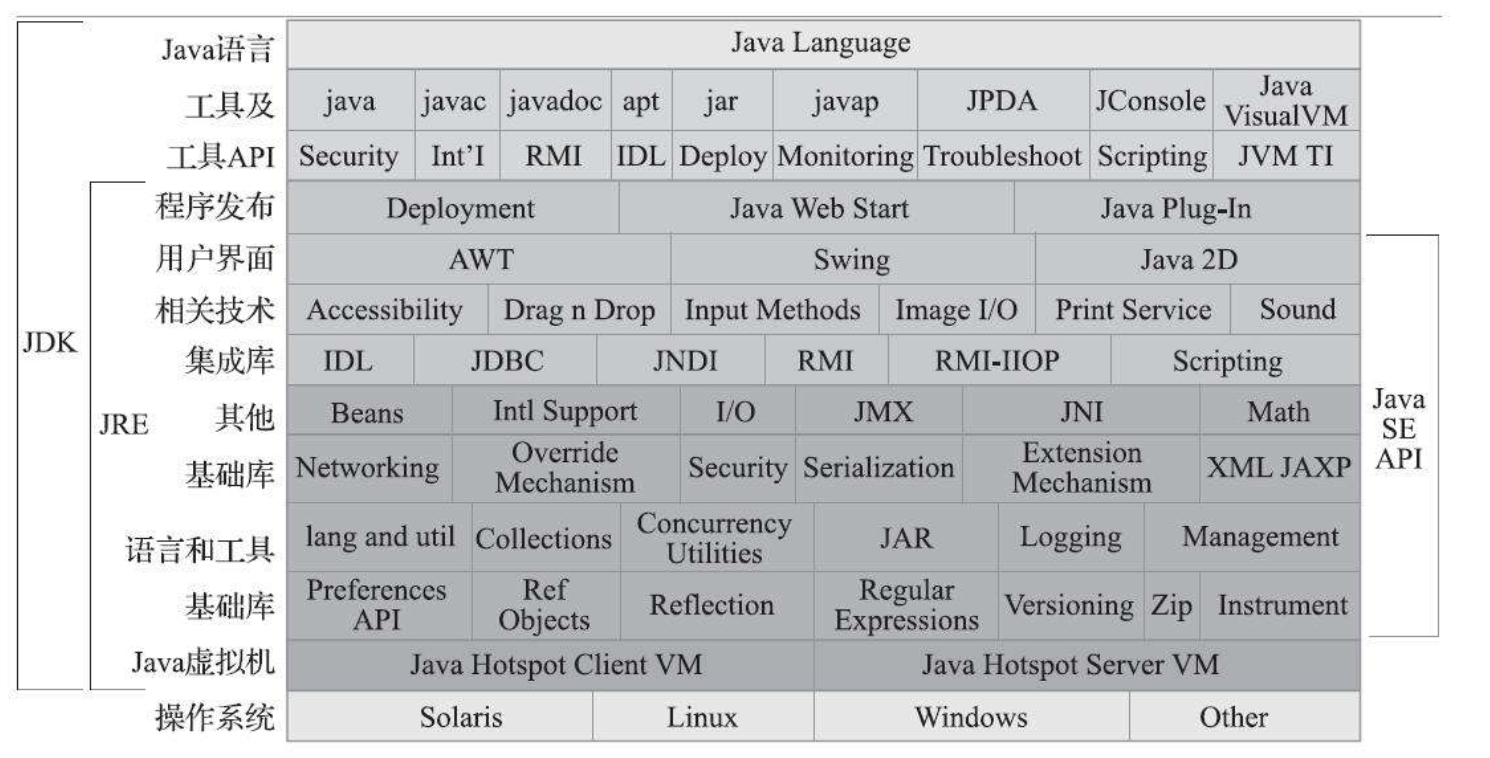 Java语言 Java Language
工具及 java javac javadoc apt jar javap JPDA JConsole Java VisualVM
工具API Security Int'I RMI IDL Deploy Monitoring Troubleshoot Scripting JVM TI
程序发布 Deployment Java Web Start Java Plug-In
用户界面 AWT Swing Java 2D
相关技术 Accessibility Drag n Drop Input Methods Image I/O Print Service Sound
JDK
集成库 IDL JDBC JNDI RMI RMI-IIOP Scripting
JRE
其他 Beans Intl Support I/O JMX JNI Math
Java
SE
API
基础库 Networking Override Mechanism Security Serialization Extension Mechanism XML JAXP
语言和工具 lang and util Collections Concurrency Utilities JAR Logging Management
基础库 Preferences API Ref Objects Reflection Regular Expressions Versioning Zip Instrument
Java虚拟机 Java Hotspot Client VM Java Hotspot Server VM
操作系统 Solaris Linux Windows Other